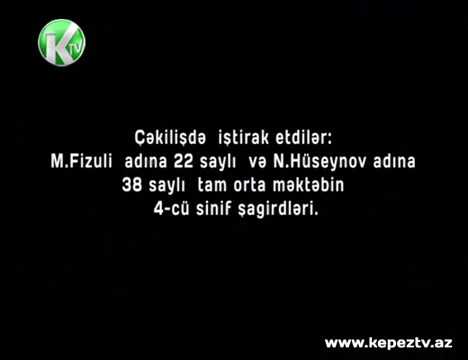 K TV
Çəkilişdə iştirak etdilər:
M.Fizuli adına 22 saylı və N.Hüseynov adına
38 saylı tam orta məktəbin
4-cü sinif şagirdləri.
www.kepeztv.az